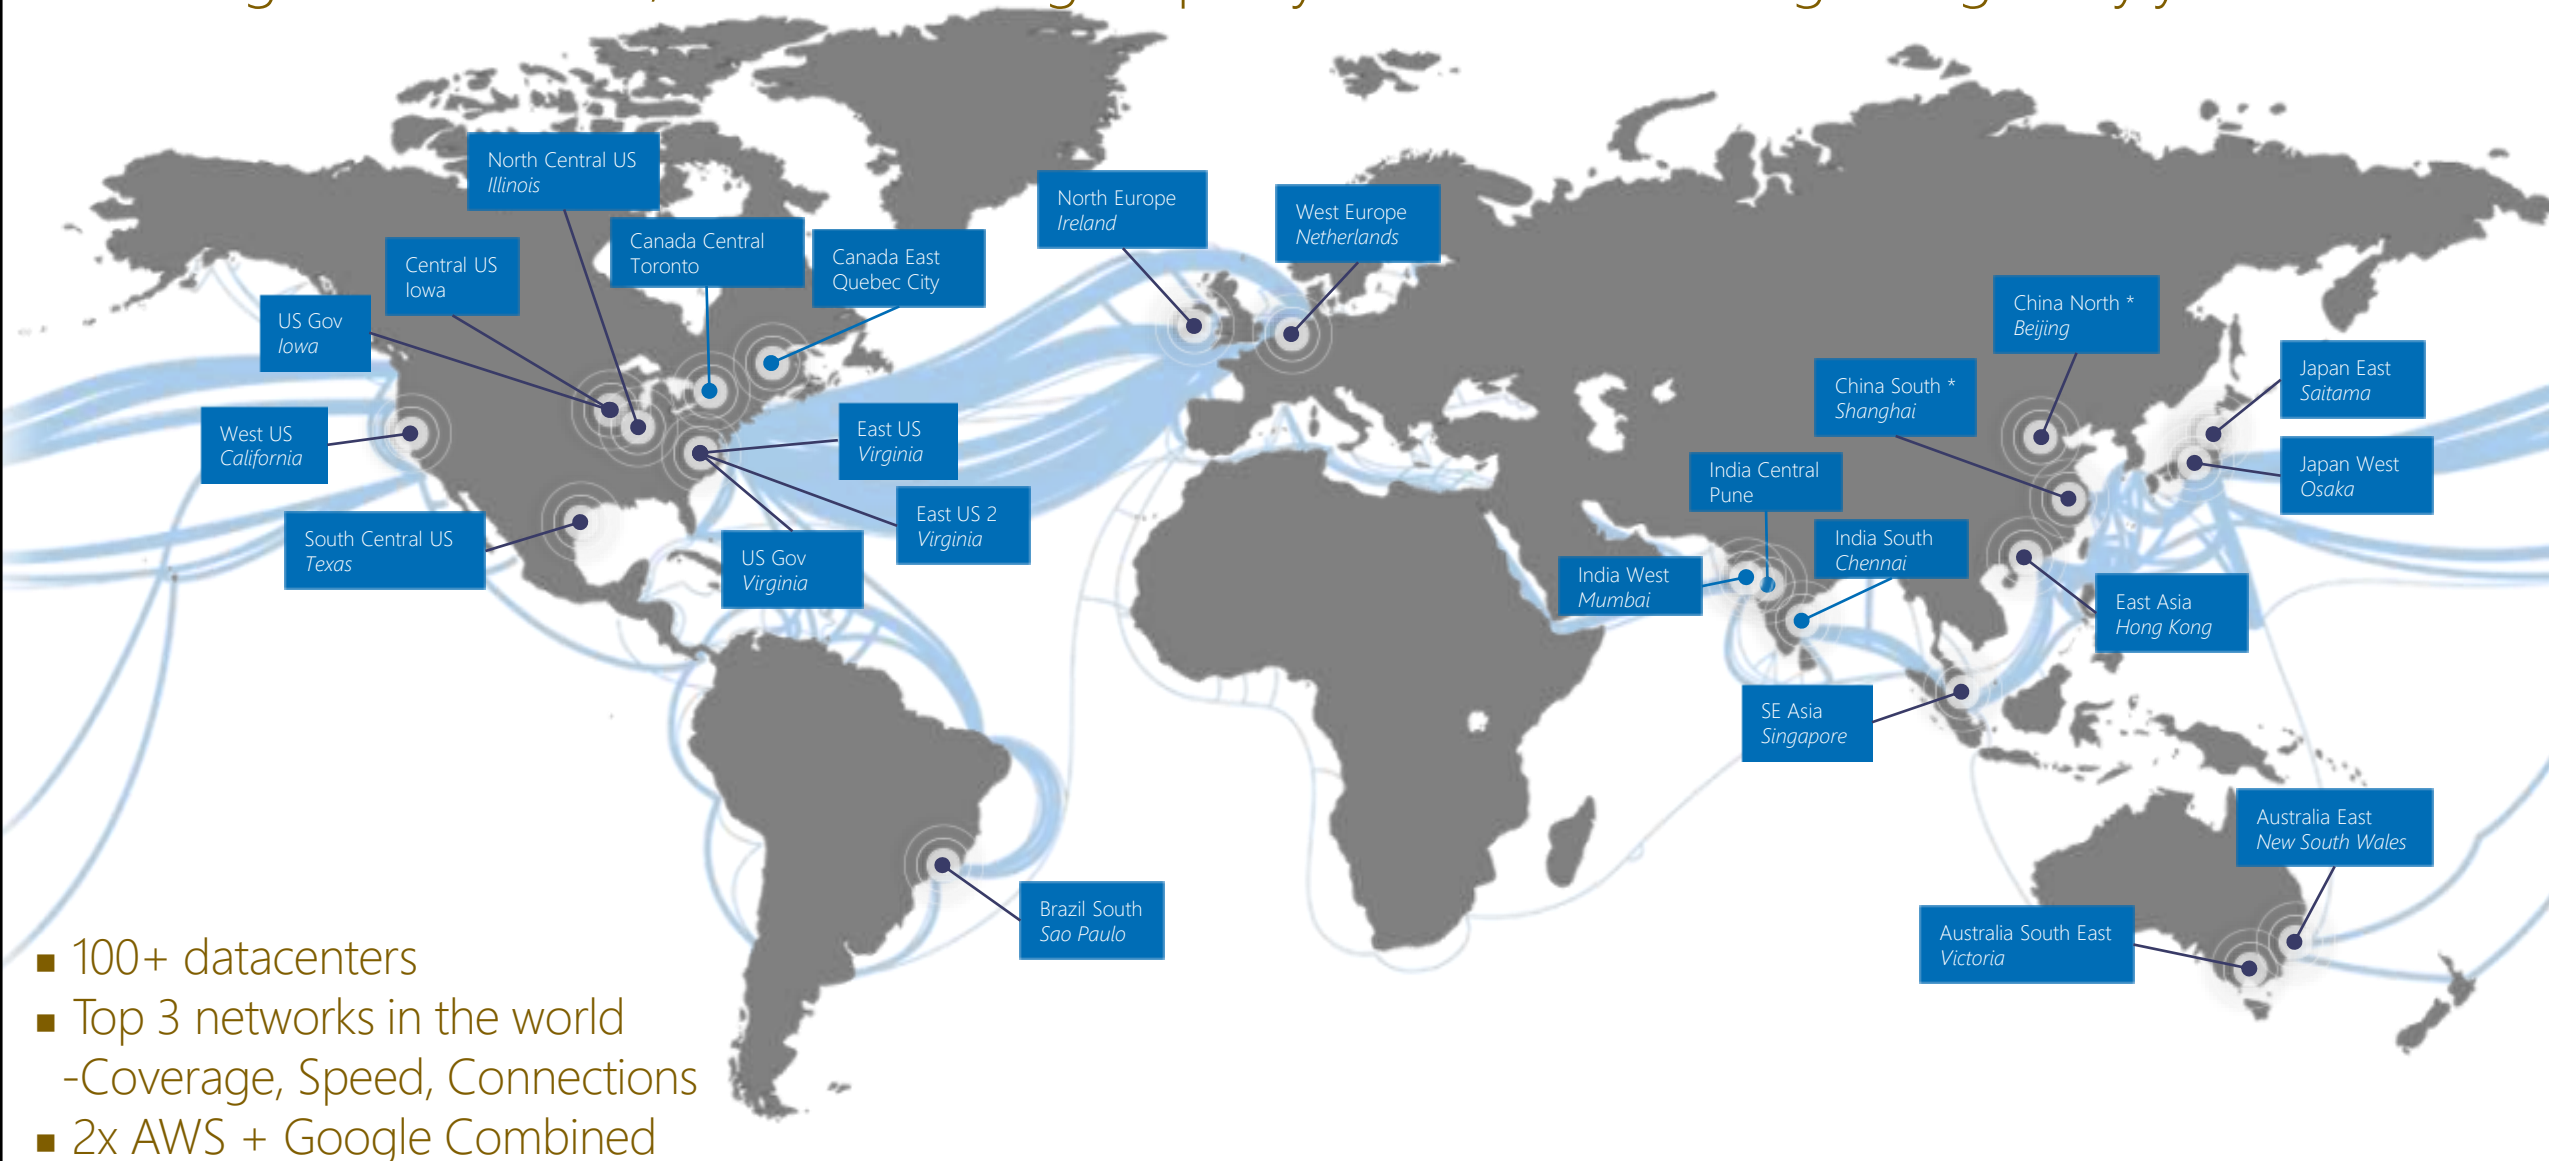 North Central US
Illinois
Canada Central
Toronto
Canada East
Quebec City
Central US
Iowa
US Gov
Iowa
West US
California
South Central US
Texas
East US
Virginia
East US 2
Virginia
US Gov
Virginia
North Europe
Ireland
West Europe
Netherlands
China North *
Beijing
China South *
Shanghai
Japan East
Saitama
Japan West
Osaka
India Central
Pune
India South
Chennai
India West
Mumbai
East Asia
Hong Kong
SE Asia
Singapore
Australia East
New South Wales
Australia South East
Victoria
Brazil South
Sao Paulo
▪ 100+ datacenters
▪ Top 3 networks in the world
-Coverage, Speed, Connections
▪ 2x AWS + Google Combined